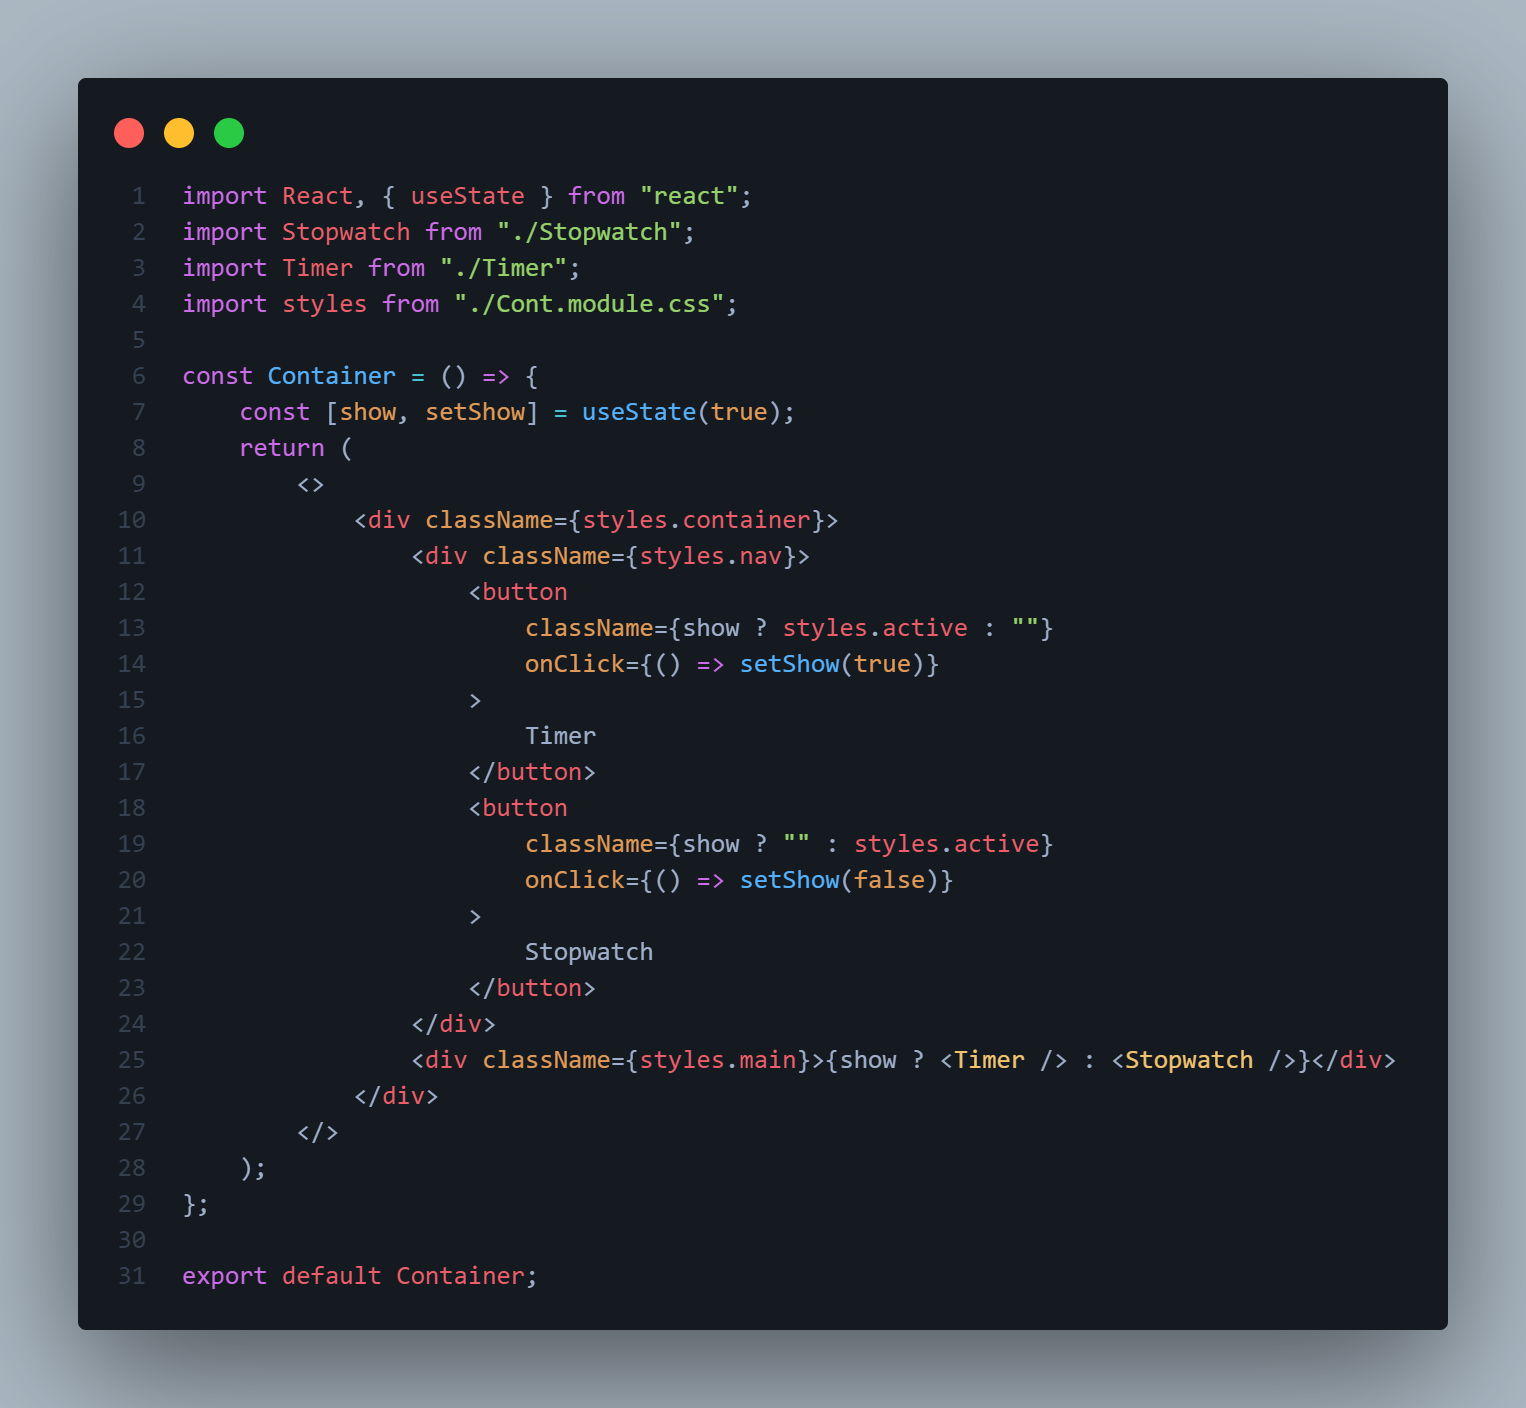 1 import React, { useState } from "react";
2 import Stopwatch from "./Stopwatch";
3 import Timer from "./Timer";
4 import styles from "./Cont.module.css";
5
6 const Container = () => {
7     const [show, setShow] = useState(true);
8     return (
9         <>
10             <div className={styles.container}>
11                 <div className={styles.nav}>
12                     <button
13                         className={show ? styles.active : ""}
14                         onClick={() => setShow(true)}
15                     >
16                         Timer
17                     </button>
18                     <button
19                         className={show ? "" : styles.active}
20                         onClick={() => setShow(false)}
21                     >
22                         Stopwatch
23                     </button>
24                 </div>
25                 <div className={styles.main}>{show ? <Timer /> : <Stopwatch />}</div>
26             </div>
27         </>
28     );
29 };
30
31 export default Container;